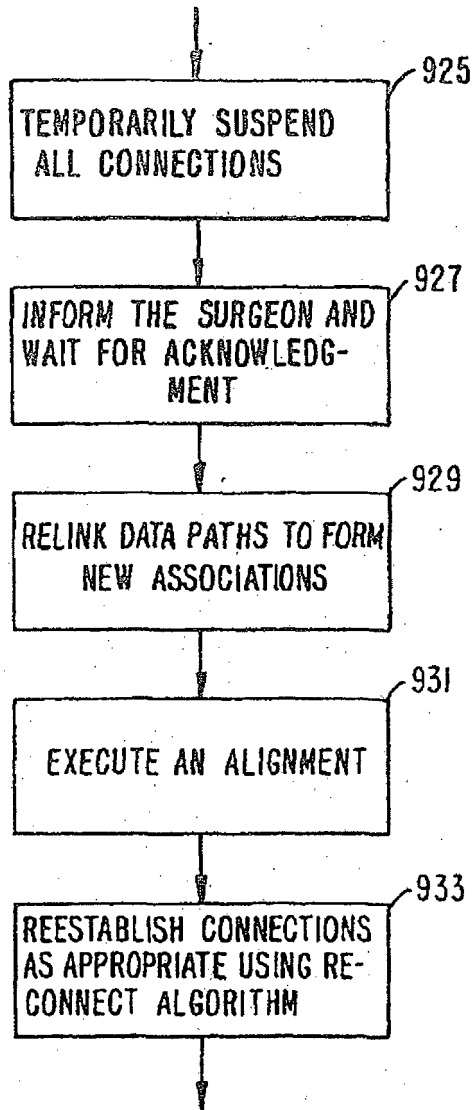 925
TEMPORARILY SUSPEND
ALL CONNECTIONS
927
INFORM THE SURGEON AND
WAIT FOR ACKNOWLEDG-
MENT
929
RELINK DATA PATHS TO FORM
NEW ASSOCIATIONS
931
EXECUTE AN ALIGNMENT
933
REESTABLISH CONNECTIONS
AS APPROPRIATE USING RE-
CONNECT ALGORITHM